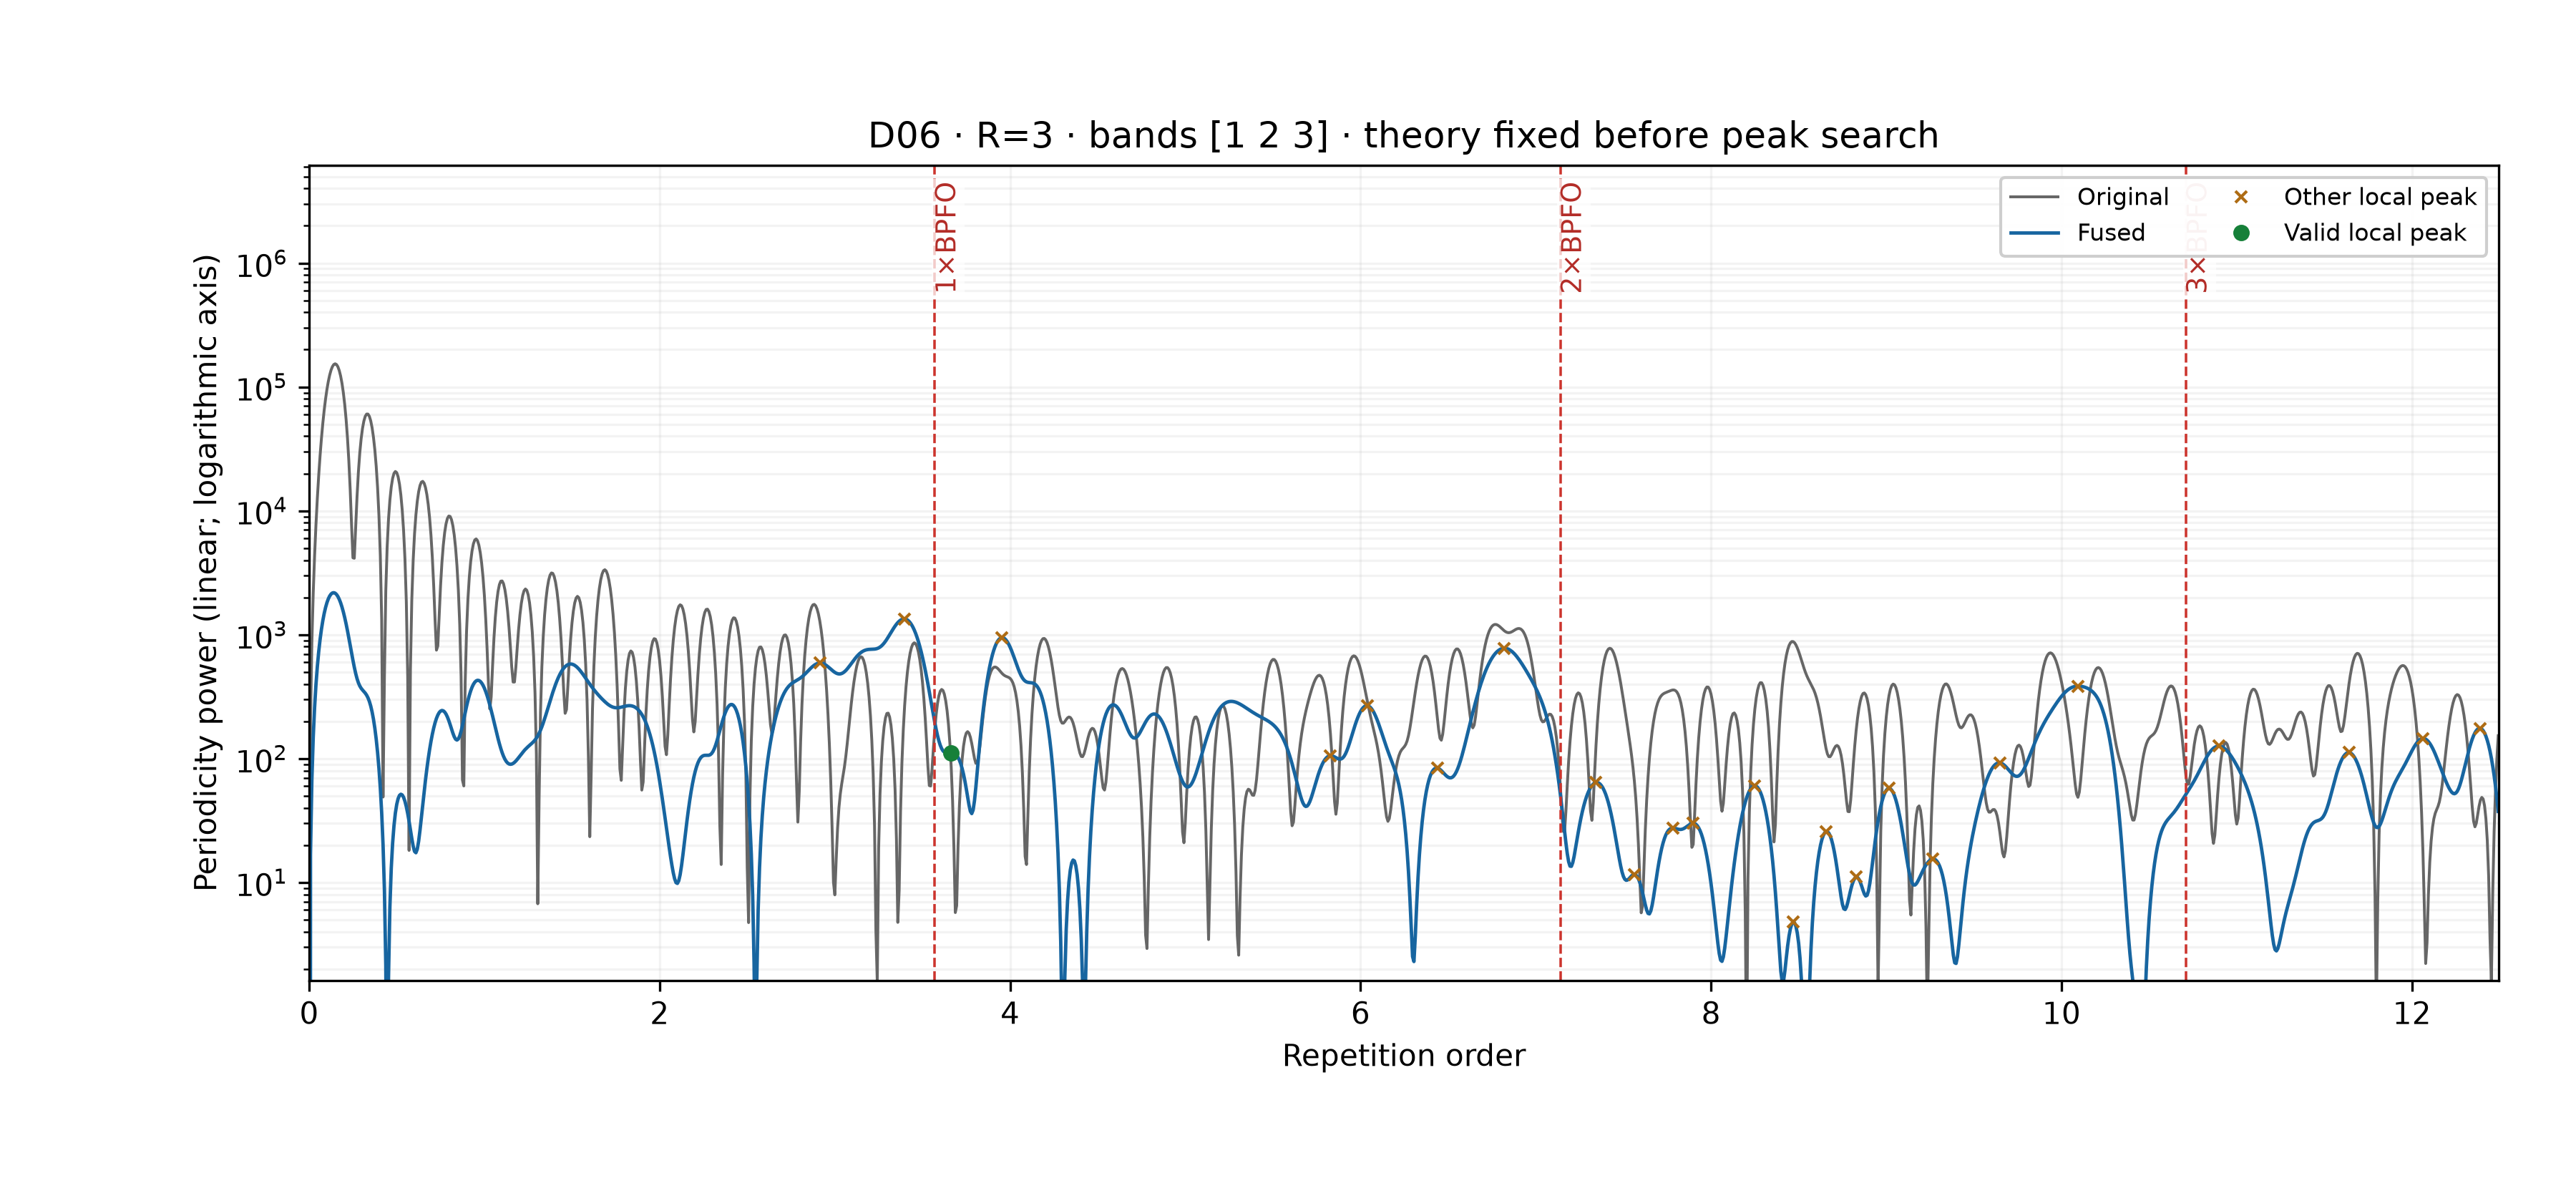 D06 · R=3 · bands [1 2 3] · theory fixed before peak search
Periodicity power (linear; logarithmic axis)
10⁶
10⁵
10⁴
10³
10²
10¹
1×BPFO
2×BPFO
3×BPFO
Original
Fused
Other local peak
Valid local peak
0
2
4
6
8
10
12
Repetition order